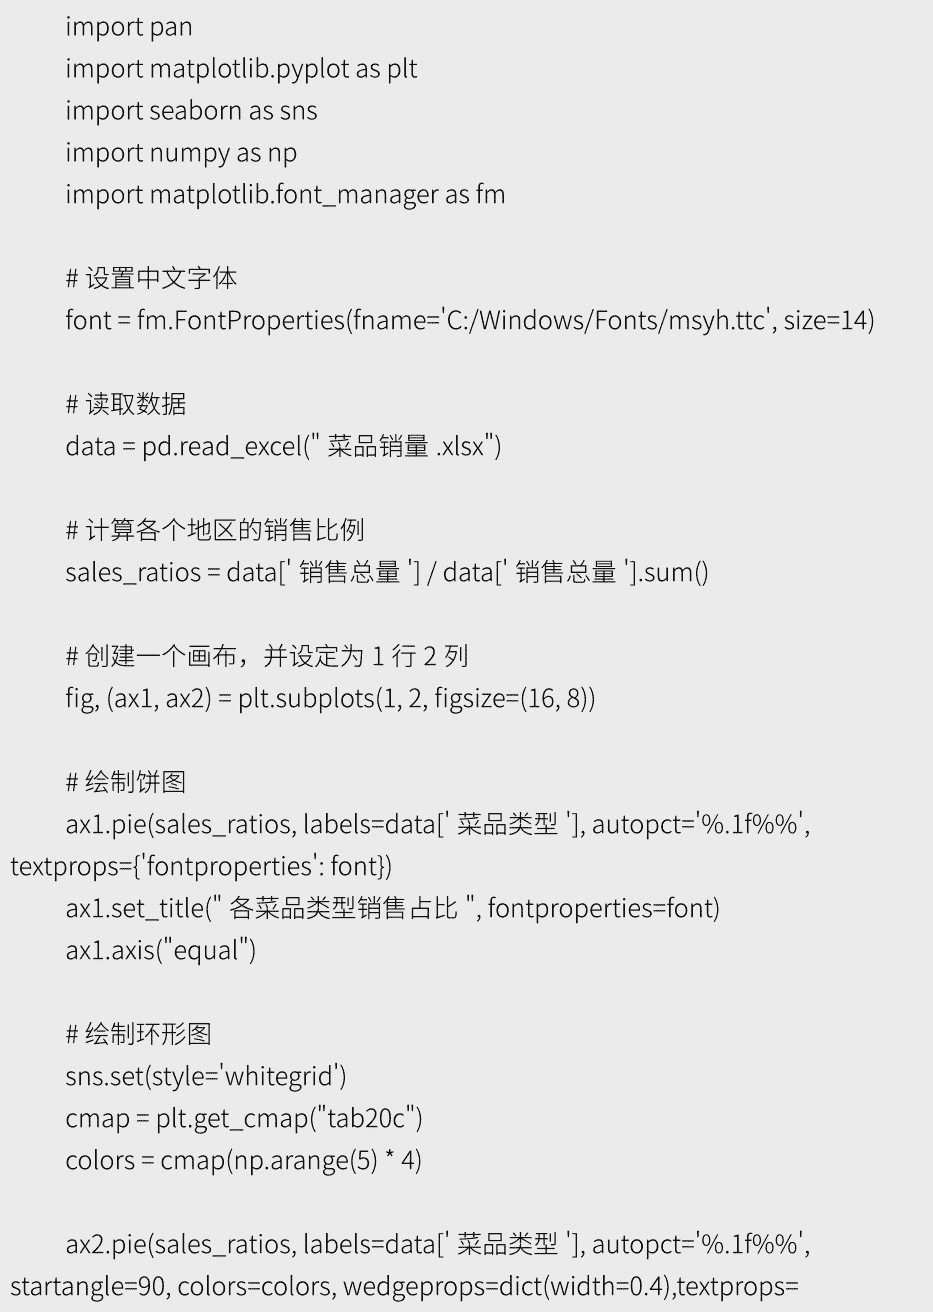 import pan
import matplotlib.pyplot as plt
import seaborn as sns
import numpy as np
import matplotlib.font_manager as fm
# 设置中文字体
font = fm.FontProperties(fname='C:/Windows/Fonts/msyh.ttc', size=14)
# 读取数据
data = pd.read_excel(" 菜品销量 .xlsx")
# 计算各个地区的销售比例
sales_ratios = data[' 销售总量 '] / data[' 销售总量 '].sum()
# 创建一个画布，并设定为 1 行 2 列
fig, (ax1, ax2) = plt.subplots(1, 2, figsize=(16, 8))
# 绘制饼图
ax1.pie(sales_ratios, labels=data[' 菜品类型 '], autopct='%.1f%%',
textprops={'fontproperties': font})
ax1.set_title(" 各菜品类型销售占比 ", fontproperties=font)
ax1.axis("equal")
# 绘制环形图
sns.set(style='whitegrid')
cmap = plt.get_cmap("tab20c")
colors = cmap(np.arange(5) * 4)
ax2.pie(sales_ratios, labels=data[' 菜品类型 '], autopct='%.1f%%',
startangle=90, colors=colors, wedgeprops=dict(width=0.4),textprops=